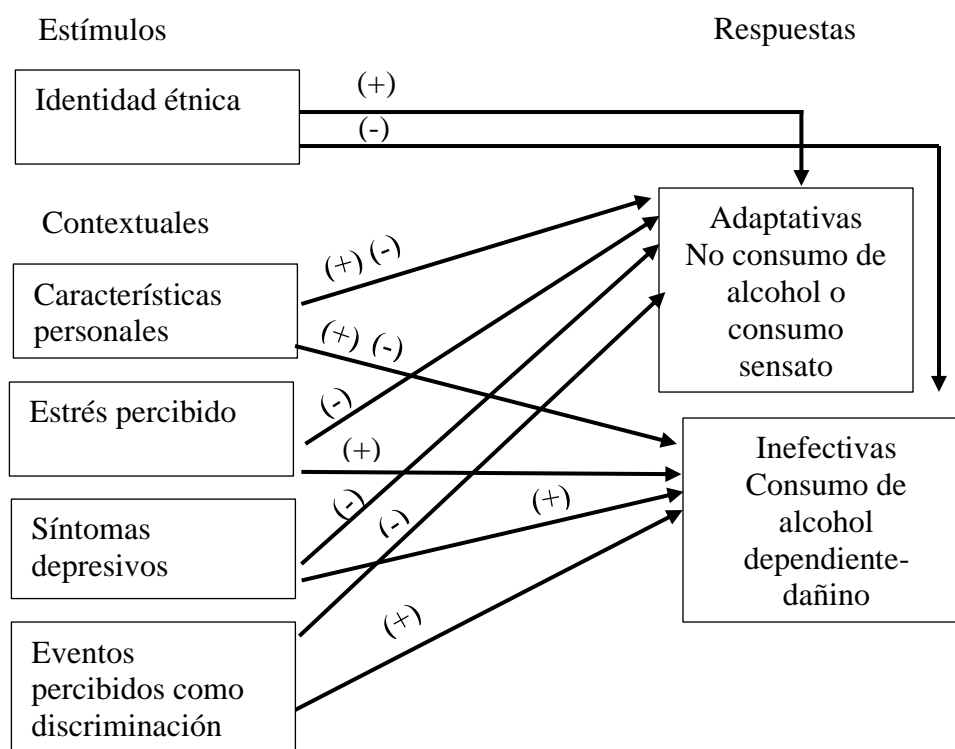 Estímulos
Respuestas
Identidad étnica
(+)
(-)
Contextuales
Características
personales
(+) (-)
(+) (-)
Estrés percibido
(-)
(+)
Síntomas
depresivos
(-)
(+)
Eventos
percibidos como
discriminación
(-)
(+)
Adaptativas
No consumo de
alcohol o
consumo
sensato
Inefectivas
Consumo de
alcohol
dependiente-
dañino